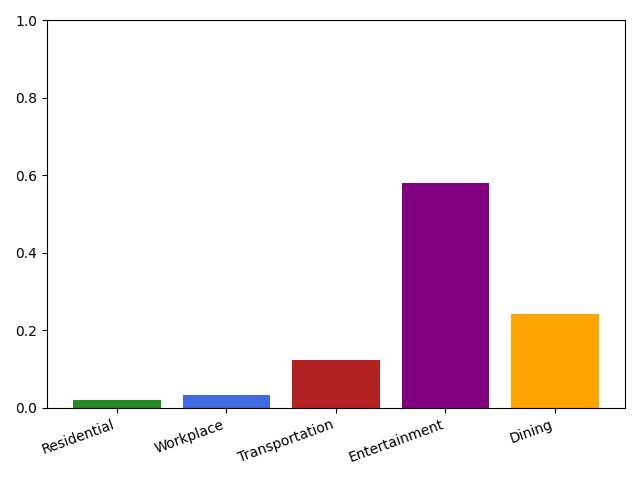 1.0
0.8
0.6
0.4
0.2
0.0
Residential
Workplace
Transportation
Entertainment
Dining